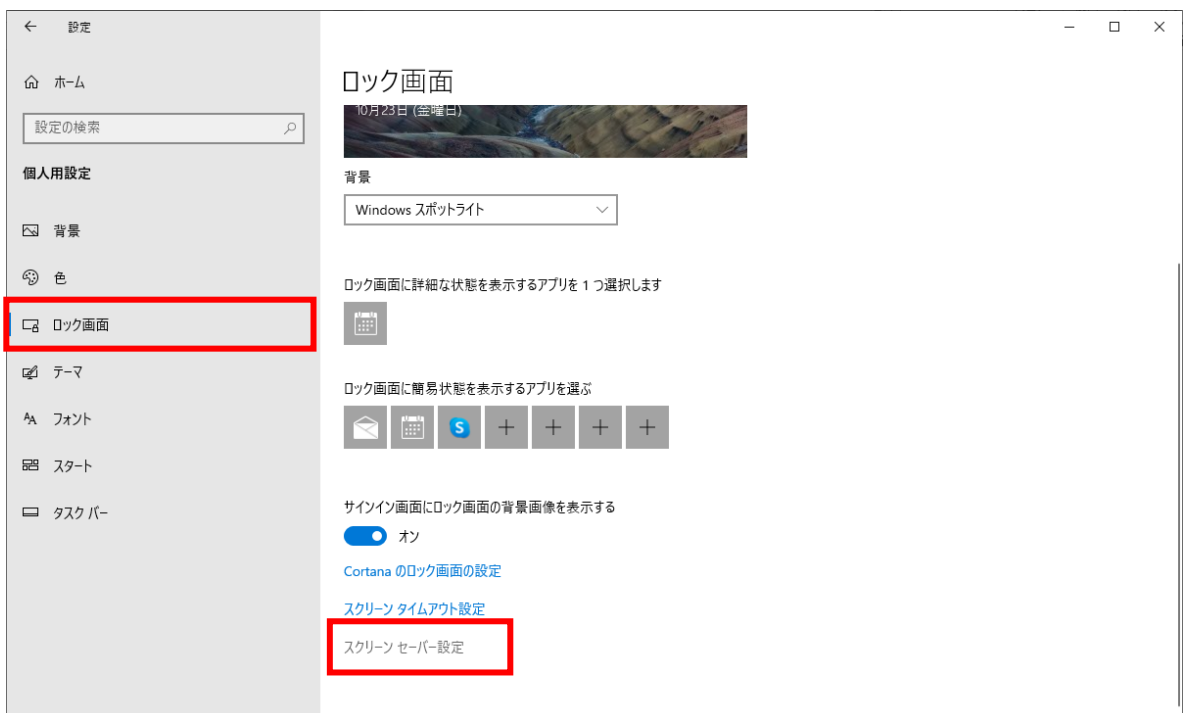 設定
ホーム
設定の検索
個人用設定
背景
色
ロック画面
テーマ
フォント
スタート
タスク バー
ロック画面
10月23日 (金曜日)
背景
Windows スポットライト
ロック画面に詳細な状態を表示するアプリを 1 つ選択します
ロック画面に簡易状態を表示するアプリを選ぶ
サインイン画面にロック画面の背景画像を表示する
オン
Cortana のロック画面の設定
スクリーン タイムアウト設定
スクリーン セーバー設定